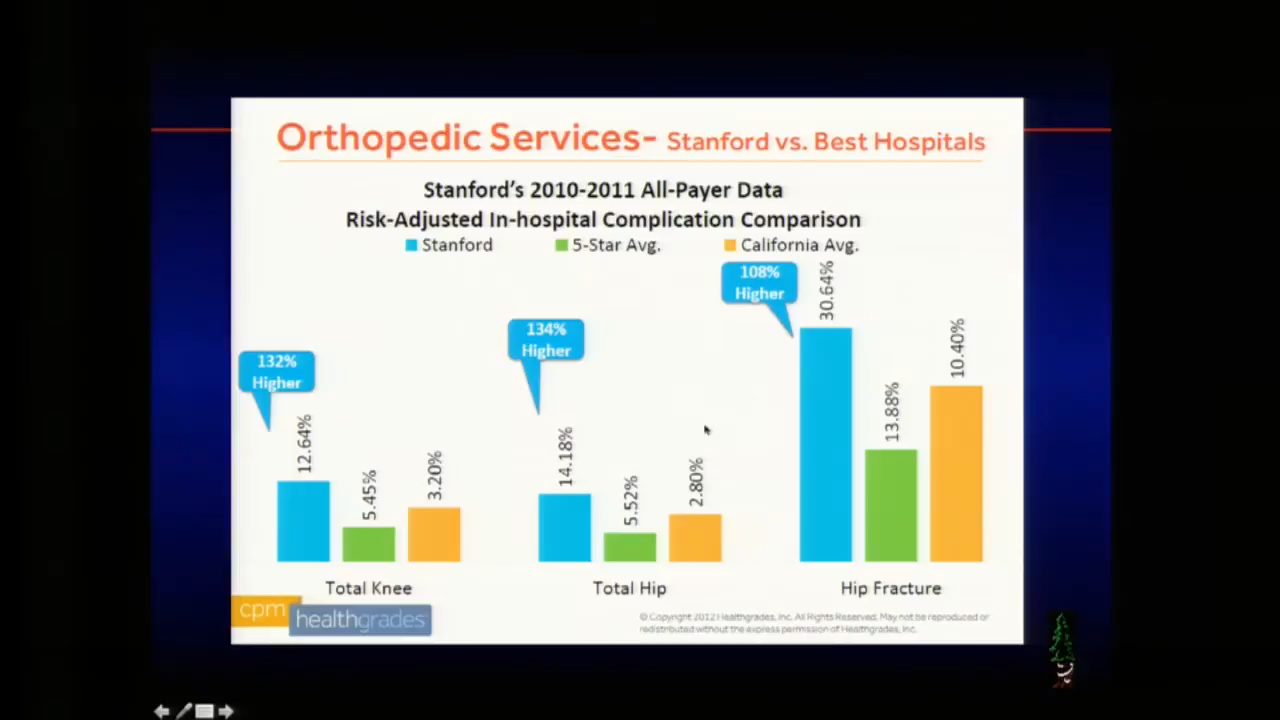 Orthopedic Services- Stanford vs. Best Hospitals
Stanford's 2010-2011 All-Payer Data
Risk-Adjusted In-hospital Complication Comparison
Stanford 5-Star Avg. California Avg.
132%
Higher
12.64%
5.45%
3.20%
134%
Higher
14.18%
5.52%
2.80%
108%
Higher
30.64%
13.88%
10.40%
Total Knee Total Hip Hip Fracture
cpm
healthgrades
© Copyright 2012 Healthgrades, Inc. All Rights Reserved. May not be reproduced or
redistributed without the express permission of Healthgrades, Inc.